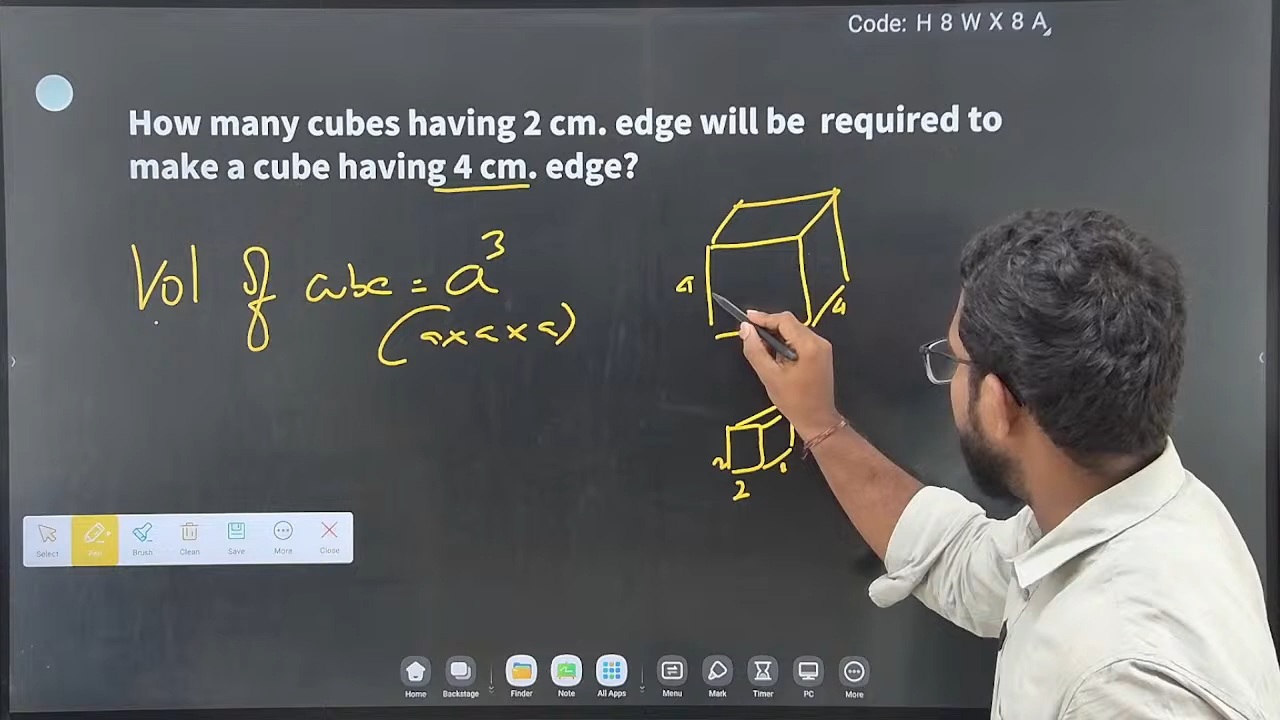 Code: H 8 W X 8 A
How many cubes having 2 cm. edge will be required to
make a cube having 4 cm. edge?
Vol of cube = a³
(a x a x a)
a
a
2
2
Select
Pen
Brush
Clean
Save
More
Close
Home
Backstage
Finder
Note
All Apps
Menu
Mark
Timer
PC
More